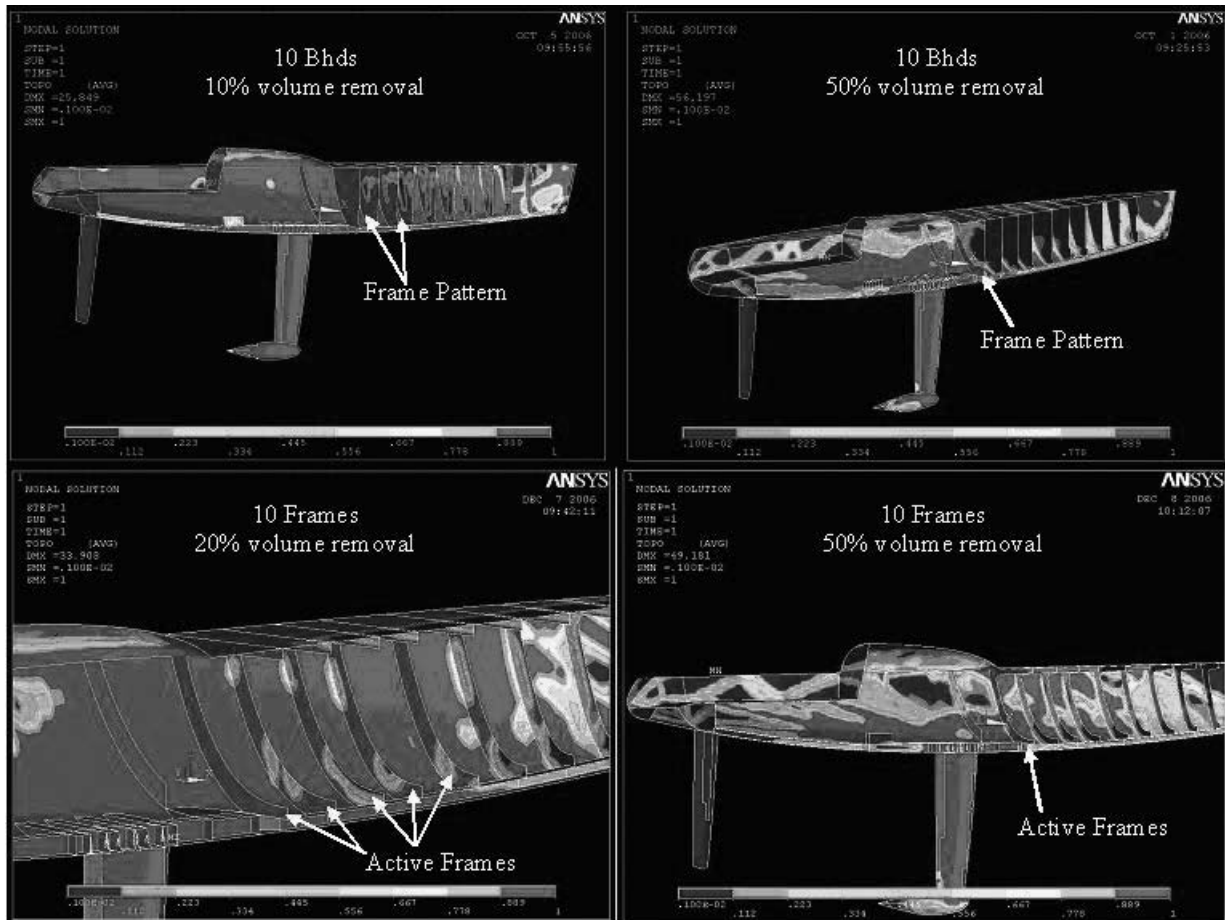 1
ANSYS
NODAL SOLUTION
OCT 5 2006
09:55:56
STEP=1
SUB =1
TIME=1
TOPO (AVG)
DMX =25.849
SMN =.100E-02
SMX =1
10 Bhds
10% volume removal
Frame Pattern
.100E-02 .223 .445 .667 .889
.112 .334 .556 .778 1
1
ANSYS
NODAL SOLUTION
OCT 1 2006
09:25:53
STEP=1
SUB =1
TIME=1
TOPO (AVG)
DMX =56.197
SMN =.100E-02
SMX =1
10 Bhds
50% volume removal
Frame Pattern
.100E-02 .223 .445 .667 .889
.112 .334 .556 .778 1
1
ANSYS
NODAL SOLUTION
DEC 7 2006
09:42:11
STEP=1
SUB =1
TIME=1
TOPO (AVG)
DMX =33.908
SMN =.100E-02
SMX =1
10 Frames
20% volume removal
Active Frames
.100E-02 .223 .445 .667 .889
.112 .334 .556 .778 1
1
ANSYS
NODAL SOLUTION
DEC 8 2006
10:12:07
STEP=1
SUB =1
TIME=1
TOPO (AVG)
DMX =49.181
SMN =.100E-02
SMX =1
10 Frames
50% volume removal
MN
Active Frames
.100E-02 .223 .445 .667 .889
.112 .334 .556 .778 1